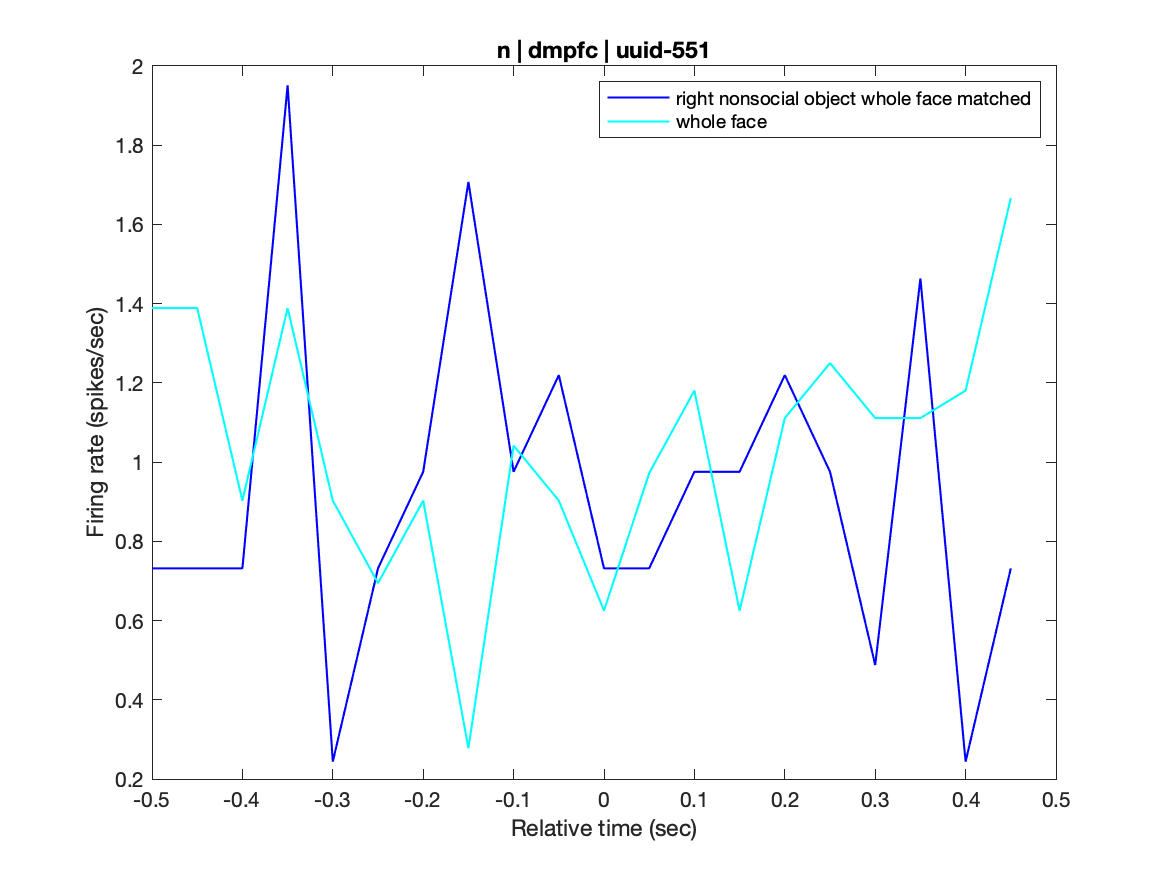 n | dmpfc | uuid-551
right nonsocial object whole face matched
whole face
Firing rate (spikes/sec)
2
1.8
1.6
1.4
1.2
1
0.8
0.6
0.4
0.2
-0.5 -0.4 -0.3 -0.2 -0.1 0 0.1 0.2 0.3 0.4 0.5
Relative time (sec)